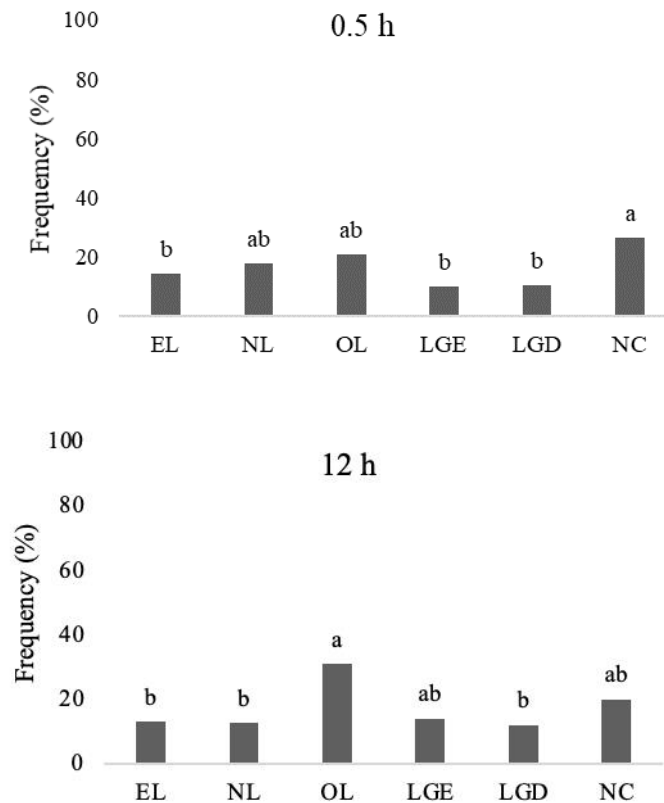 0.5 h
Frequemcy (%)
100
80
60
40
20
0
b ab ab b b a
EL NL OL LGE LGD NC
12 h
Frequency (%)
100
80
60
40
20
0
b b a ab b ab
EL NL OL LGE LGD NC